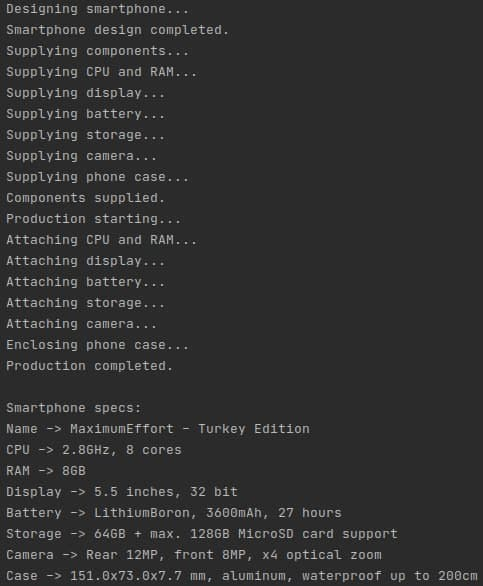 Designing smartphone...
Smartphone design completed.
Supplying components...
Supplying CPU and RAM...
Supplying display...
Supplying battery...
Supplying storage...
Supplying camera...
Supplying phone case...
Components supplied.
Production starting...
Attaching CPU and RAM...
Attaching display...
Attaching battery...
Attaching storage...
Attaching camera...
Enclosing phone case...
Production completed.

Smartphone specs:
Name -> MaximumEffort - Turkey Edition
CPU -> 2.8GHz, 8 cores
RAM -> 8GB
Display -> 5.5 inches, 32 bit
Battery -> LithiumBoron, 3600mAh, 27 hours
Storage -> 64GB + max. 128GB MicroSD card support
Camera -> Rear 12MP, front 8MP, x4 optical zoom
Case -> 151.0x73.0x7.7 mm, aluminum, waterproof up to 200cm